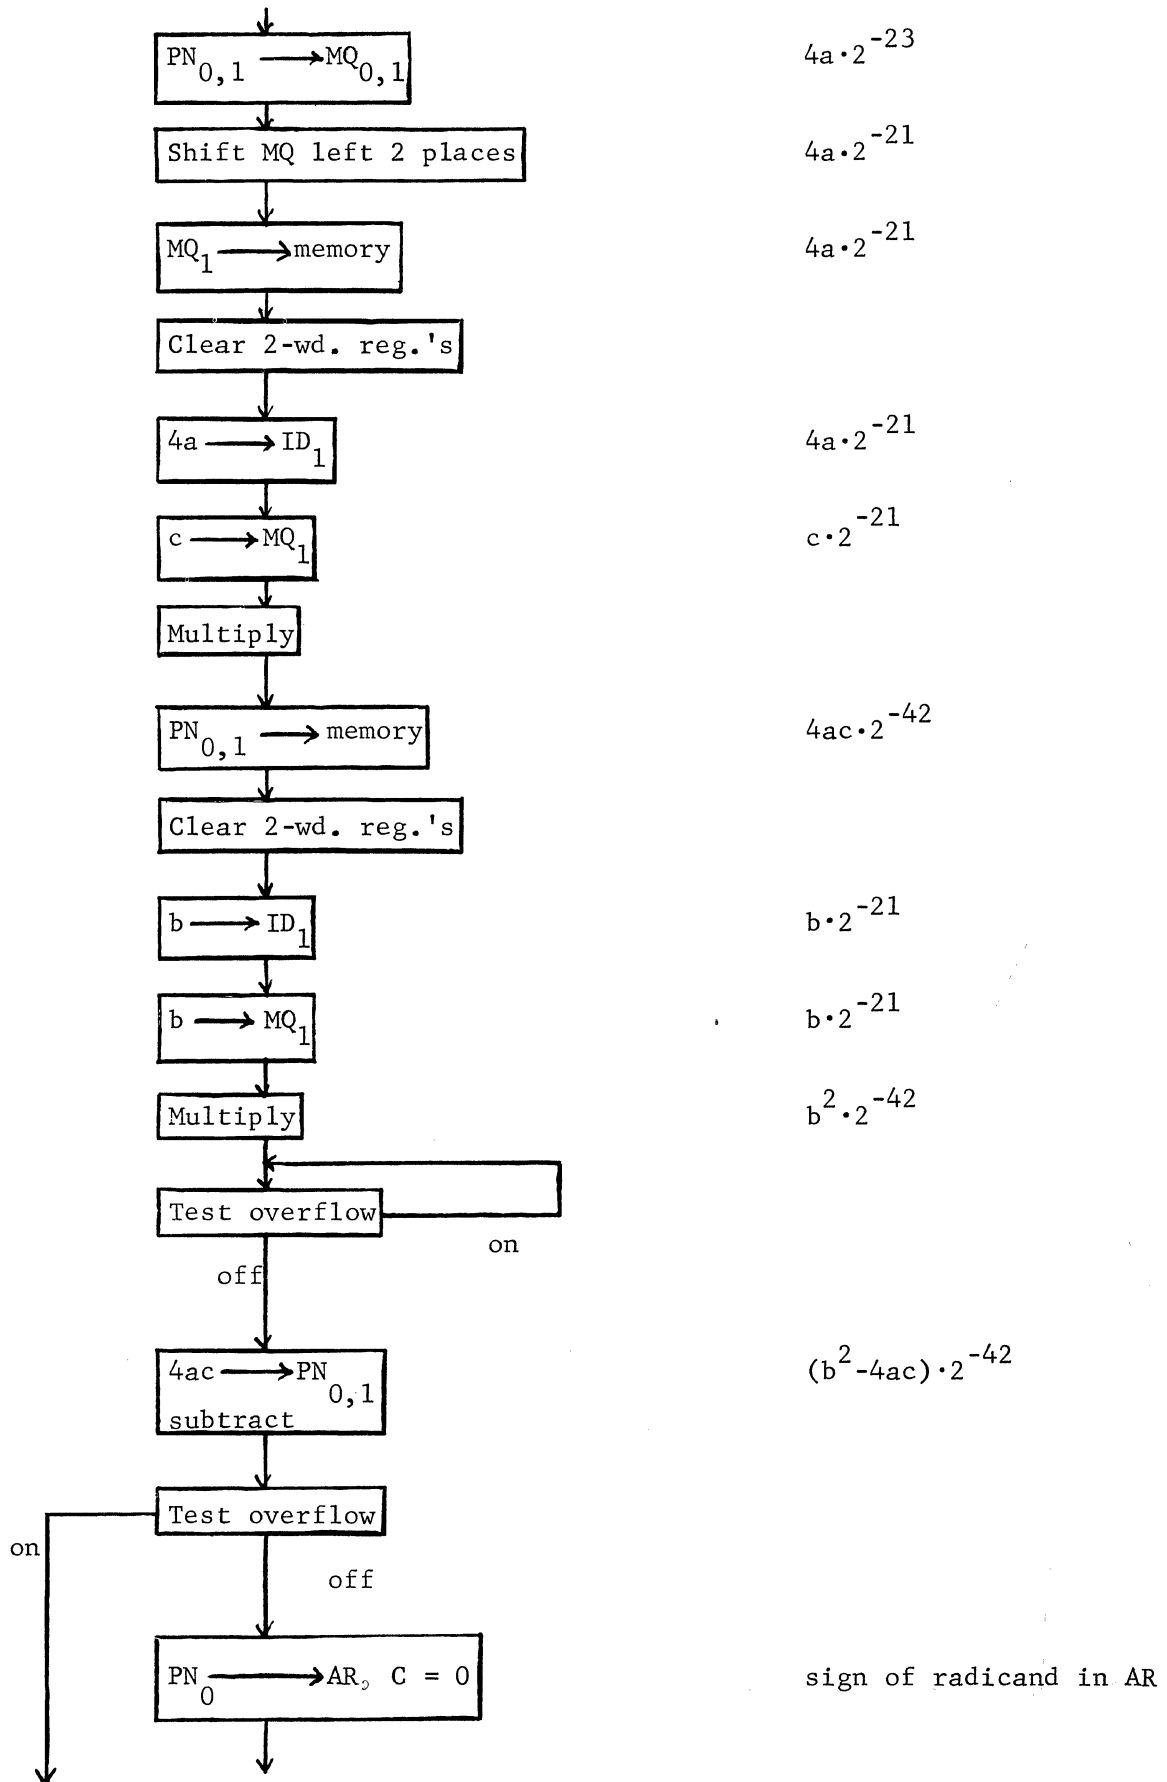 PN0,1 → MQ0,1 4a·2^-23
Shift MQ left 2 places 4a·2^-21
MQ1 → memory 4a·2^-21
Clear 2-wd. reg.'s
4a → ID1 4a·2^-21
c → MQ1 c·2^-21
Multiply
PN0,1 → memory 4ac·2^-42
Clear 2-wd. reg.'s
b → ID1 b·2^-21
b → MQ1 b·2^-21
Multiply b^2·2^-42
Test overflow
on
off
4ac → PN0,1 (b^2-4ac)·2^-42
subtract
Test overflow
on
off
PN0 → AR, C = 0 sign of radicand in AR